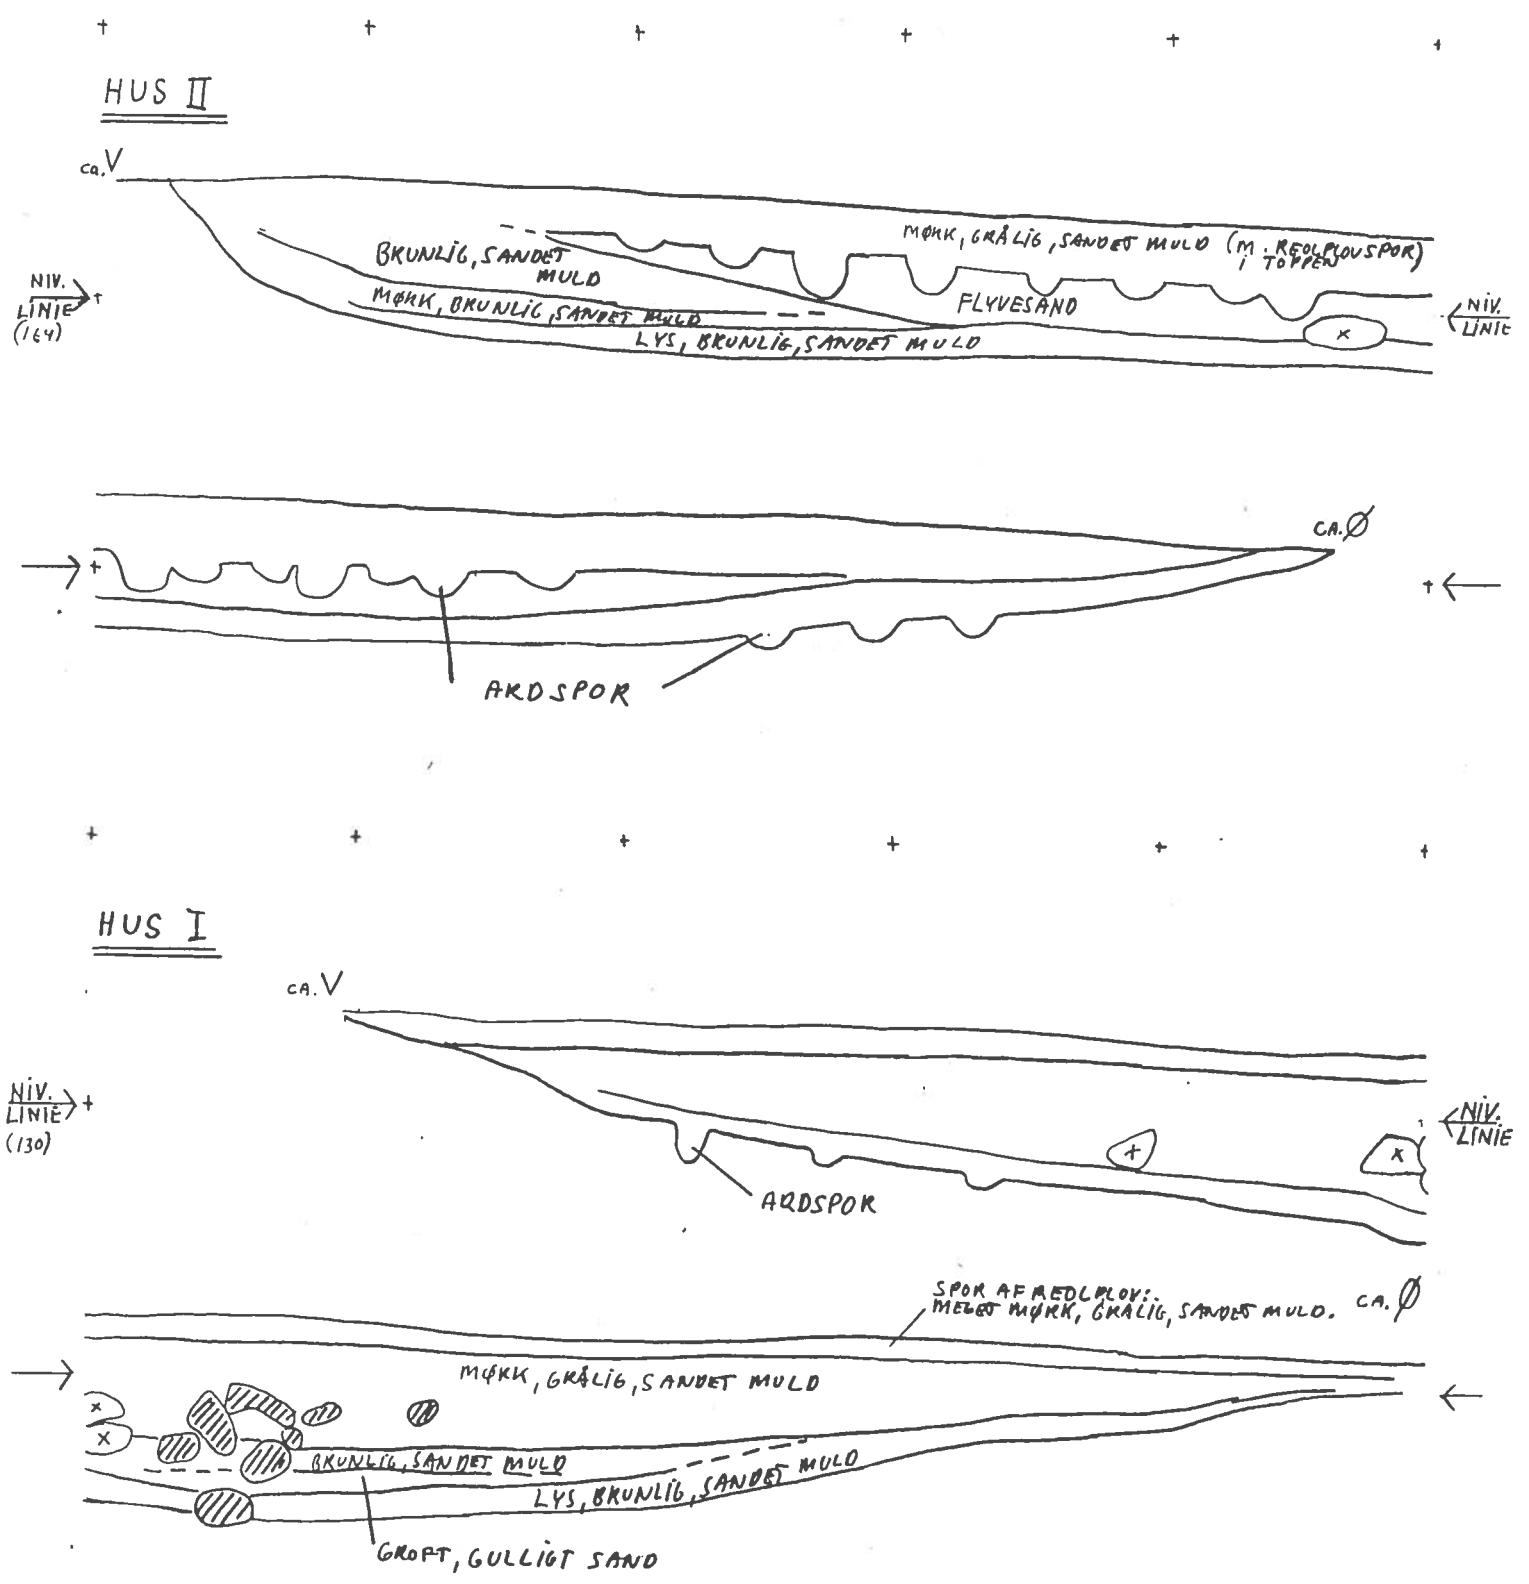 HUS II
ca. V
MØRK, GRÅLIG, SANDET MULD (M. REOLPLOUSPOR)
I TOPPEN
BRUNLIG, SANDET
MULD
NIV.
LINIE
(164)
MØRK, BRUNLIG, SANDET MULD
FLYVESAND
NIV.
LINIE
LYS, BRUNLIG, SANDET MULD
x
CA. Ø
ARDSPOR
HUS I
CA. V
NIV.
LINIE
(130)
NIV.
LINIE
+
x
ARDSPOR
SPOR AF REOLPLOV:.
MEGET MØRK, GRÅLIG, SANDET MULD.
CA. Ø
MØRK, GRÅLIG, SANDET MULD
x
x
BRUNLIG, SANDET MULD
LYS, BRUNLIG, SANDET MULD
GROFT, GULLIGT SAND